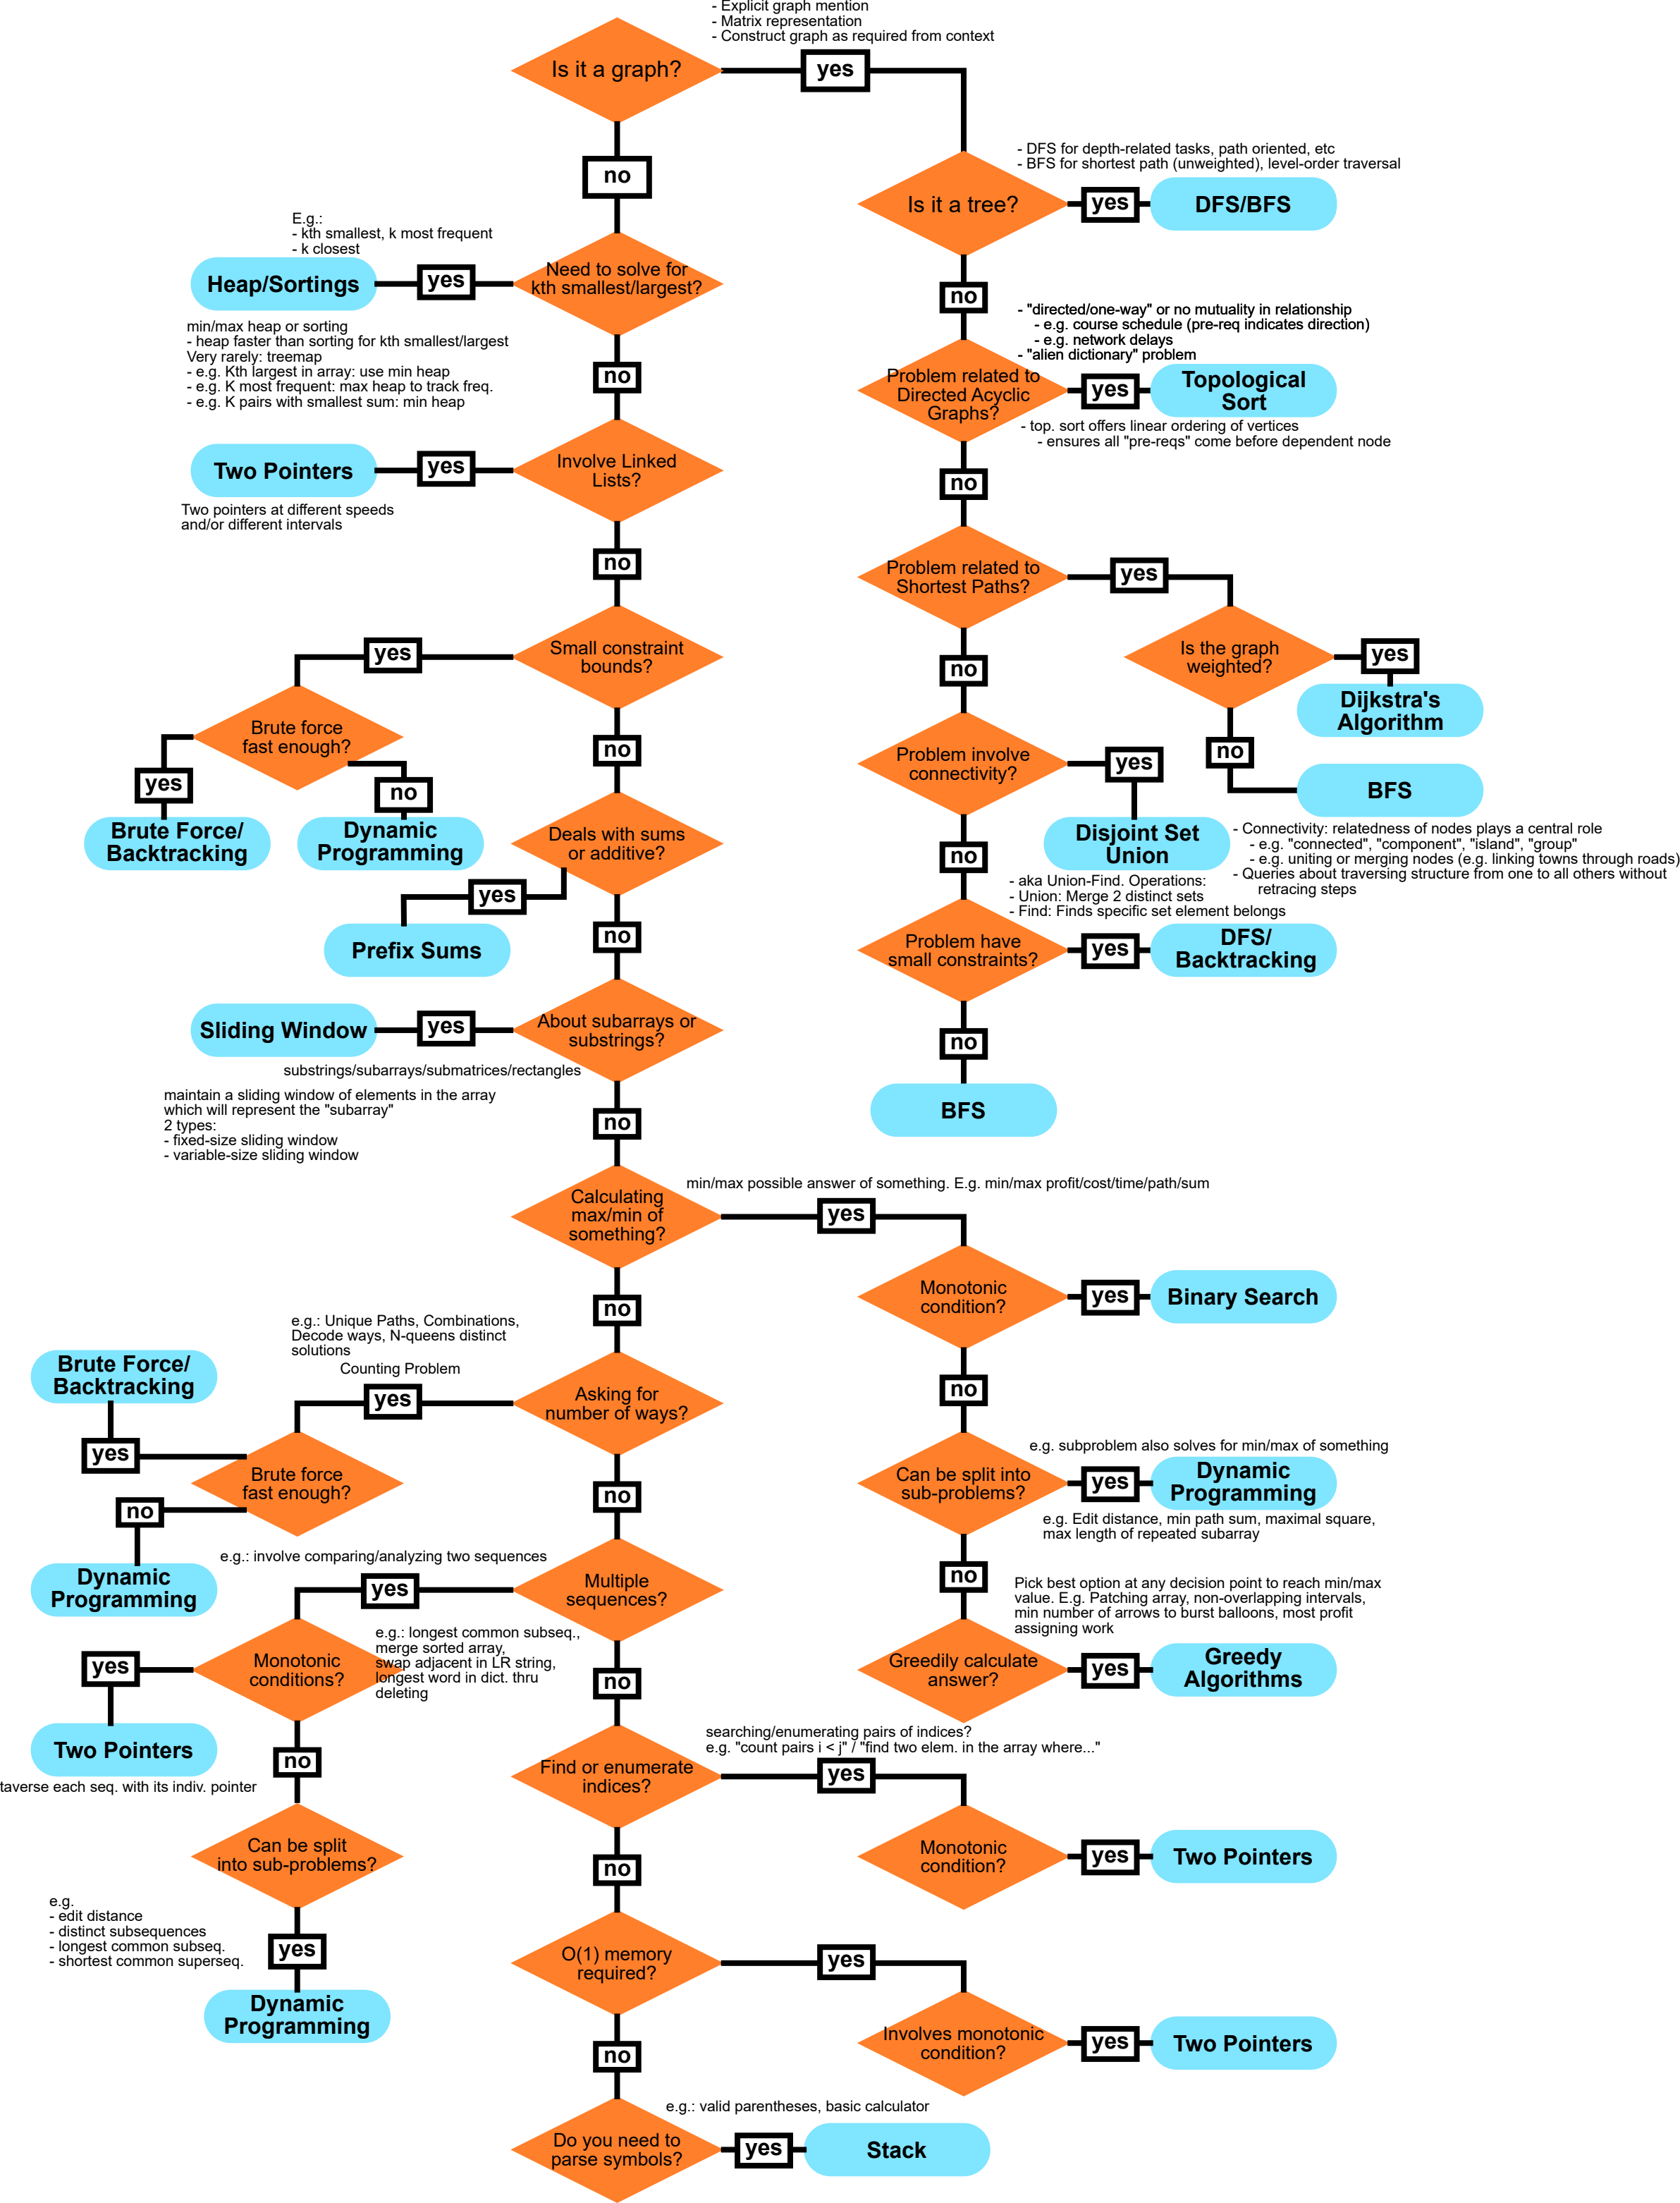 - Explicit graph mention
- Matrix representation
- Construct graph as required from context
Is it a graph?
yes
no
- DFS for depth-related tasks, path oriented, etc
- BFS for shortest path (unweighted), level-order traversal
Is it a tree?
yes
DFS/BFS
no
E.g.:
- kth smallest, k most frequent
- k closest
Heap/Sortings
yes
Need to solve for
kth smallest/largest?
min/max heap or sorting
- heap faster than sorting for kth smallest/largest
Very rarely: treemap
- e.g. Kth largest in array: use min heap
- e.g. K most frequent: max heap to track freq.
- e.g. K pairs with smallest sum: min heap
no
- "directed/one-way" or no mutuality in relationship
- e.g. course schedule (pre-req indicates direction)
- e.g. network delays
- "alien dictionary" problem
Problem related to
Directed Acyclic
Graphs?
yes
Topological
Sort
- top. sort offers linear ordering of vertices
- ensures all "pre-reqs" come before dependent node
no
Two Pointers
yes
Involve Linked
Lists?
Two pointers at different speeds
and/or different intervals
no
Problem related to
Shortest Paths?
yes
no
Is the graph
weighted?
yes
Dijkstra's
Algorithm
no
BFS
Small constraint
bounds?
yes
no
Brute force
fast enough?
yes
no
Brute Force/
Backtracking
Dynamic
Programming
Problem involve
connectivity?
yes
no
Disjoint Set
Union
- Connectivity: relatedness of nodes plays a central role
- e.g. "connected", "component", "island", "group"
- e.g. uniting or merging nodes (e.g. linking towns through roads)
- Queries about traversing structure from one to all others without
retracing steps
- aka Union-Find. Operations:
- Union: Merge 2 distinct sets
- Find: Finds specific set element belongs
Deals with sums
or additive?
yes
no
Prefix Sums
Problem have
small constraints?
yes
DFS/
Backtracking
no
BFS
Sliding Window
yes
About subarrays or
substrings?
substrings/subarrays/submatrices/rectangles
maintain a sliding window of elements in the array
which will represent the "subarray"
2 types:
- fixed-size sliding window
- variable-size sliding window
no
min/max possible answer of something. E.g. min/max profit/cost/time/path/sum
Calculating
max/min of
something?
yes
no
Monotonic
condition?
yes
Binary Search
no
e.g.: Unique Paths, Combinations,
Decode ways, N-queens distinct
solutions
Counting Problem
Asking for
number of ways?
yes
no
Brute Force/
Backtracking
yes
Brute force
fast enough?
no
Dynamic
Programming
e.g. subproblem also solves for min/max of something
Can be split into
sub-problems?
yes
Dynamic
Programming
e.g. Edit distance, min path sum, maximal square,
max length of repeated subarray
no
Pick best option at any decision point to reach min/max
value. E.g. Patching array, non-overlapping intervals,
min number of arrows to burst balloons, most profit
assigning work
Greedily calculate
answer?
yes
Greedy
Algorithms
e.g.: involve comparing/analyzing two sequences
Multiple
sequences?
yes
no
e.g.: longest common subseq.,
merge sorted array,
swap adjacent in LR string,
longest word in dict. thru
deleting
Monotonic
conditions?
yes
Two Pointers
taverse each seq. with its indiv. pointer
no
Can be split
into sub-problems?
e.g.
- edit distance
- distinct subsequences
- longest common subseq.
- shortest common superseq.
yes
Dynamic
Programming
searching/enumerating pairs of indices?
e.g. "count pairs i < j" / "find two elem. in the array where..."
Find or enumerate
indices?
yes
no
Monotonic
condition?
yes
Two Pointers
O(1) memory
required?
yes
no
Involves monotonic
condition?
yes
Two Pointers
e.g.: valid parentheses, basic calculator
Do you need to
parse symbols?
yes
Stack